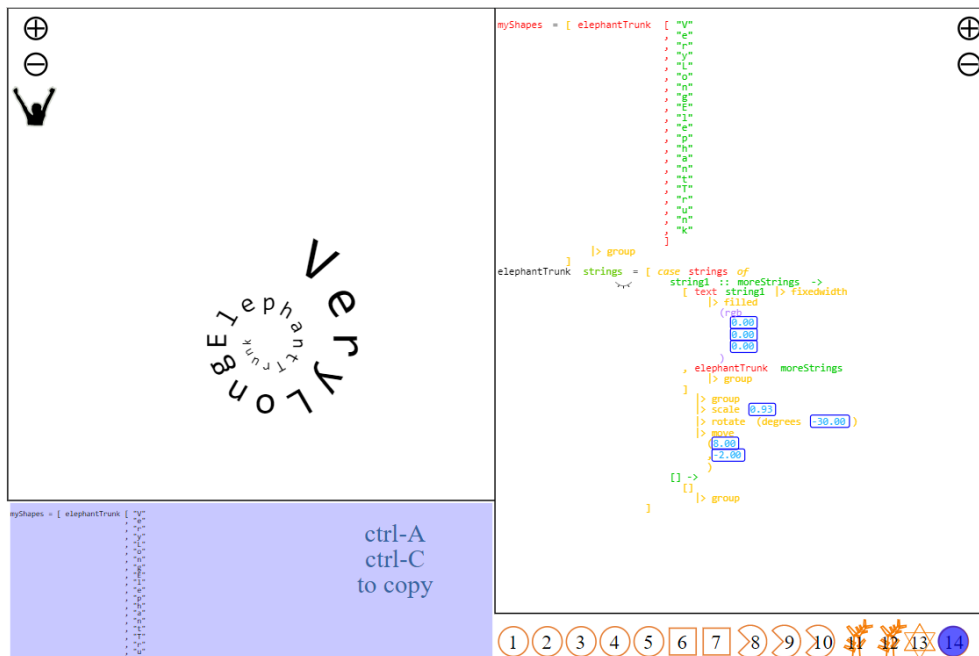 VeryLongElephantTrunk
myShapes = [ elephantTrunk [ "V"
, "e"
, "r"
, "y"
, "L"
, "o"
, "n"
, "g"
, "E"
, "l"
, "e"
, "p"
, "h"
, "a"
, "n"
, "t"
, "T"
, "r"
, "u"
, "n"
, "k"
]
|> group
]
elephantTrunk strings = [ case strings of
string1 :: moreStrings ->
[ text string1 |> fixedwidth
|> filled
(rgb
0.00
0.00
0.00
)
, elephantTrunk moreStrings
|> group
]
|> group
|> scale 0.93
|> rotate (degrees -30.00 )
|> move
(8.00
,-2.00
)
[] ->
[]
|> group
]
myShapes = [ elephantTrunk [ "V"
, "e"
, "r"
, "y"
, "L"
, "o"
, "n"
, "g"
, "E"
, "l"
, "e"
, "p"
, "h"
, "a"
, "n"
, "t"
, "T"
, "r"
, "u"
ctrl-A
ctrl-C
to copy
1 2 3 4 5 6 7 8 9 10 11 12 13 14